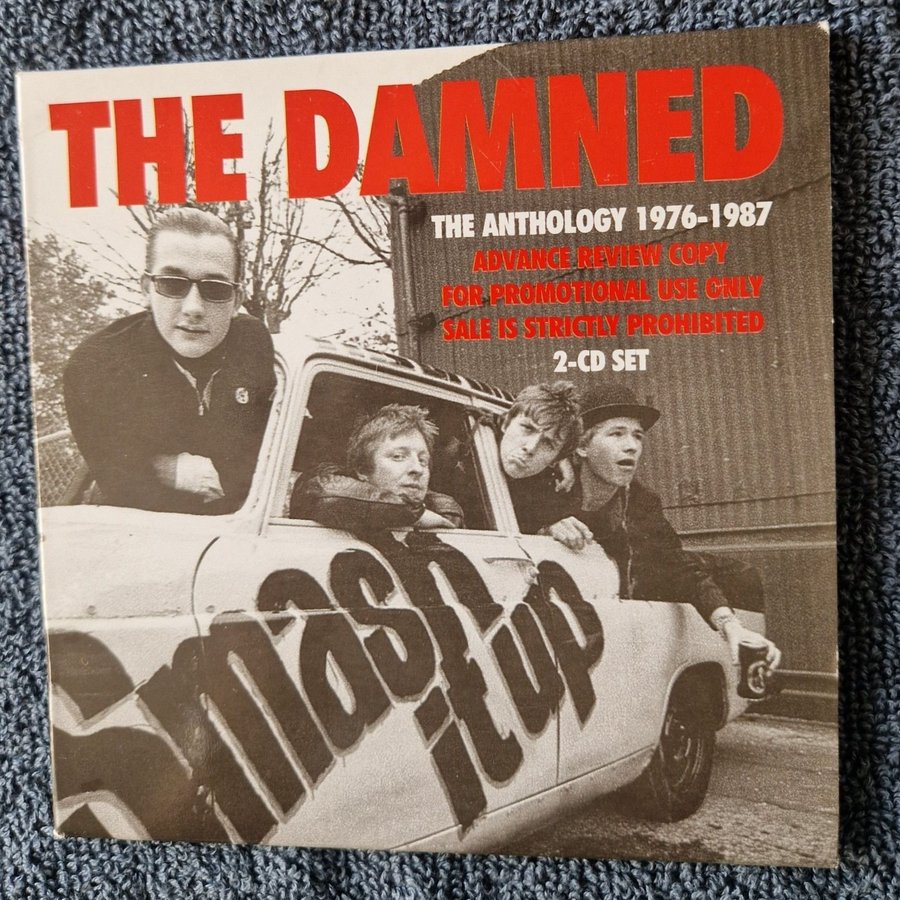 THE DAMNED
THE ANTHOLOGY 1976-1987
ADVANCE REVIEW COPY
FOR PROMOTIONAL USE ONLY
SALE IS STRICTLY PROHIBITED
2-CD SET
Smash
it up